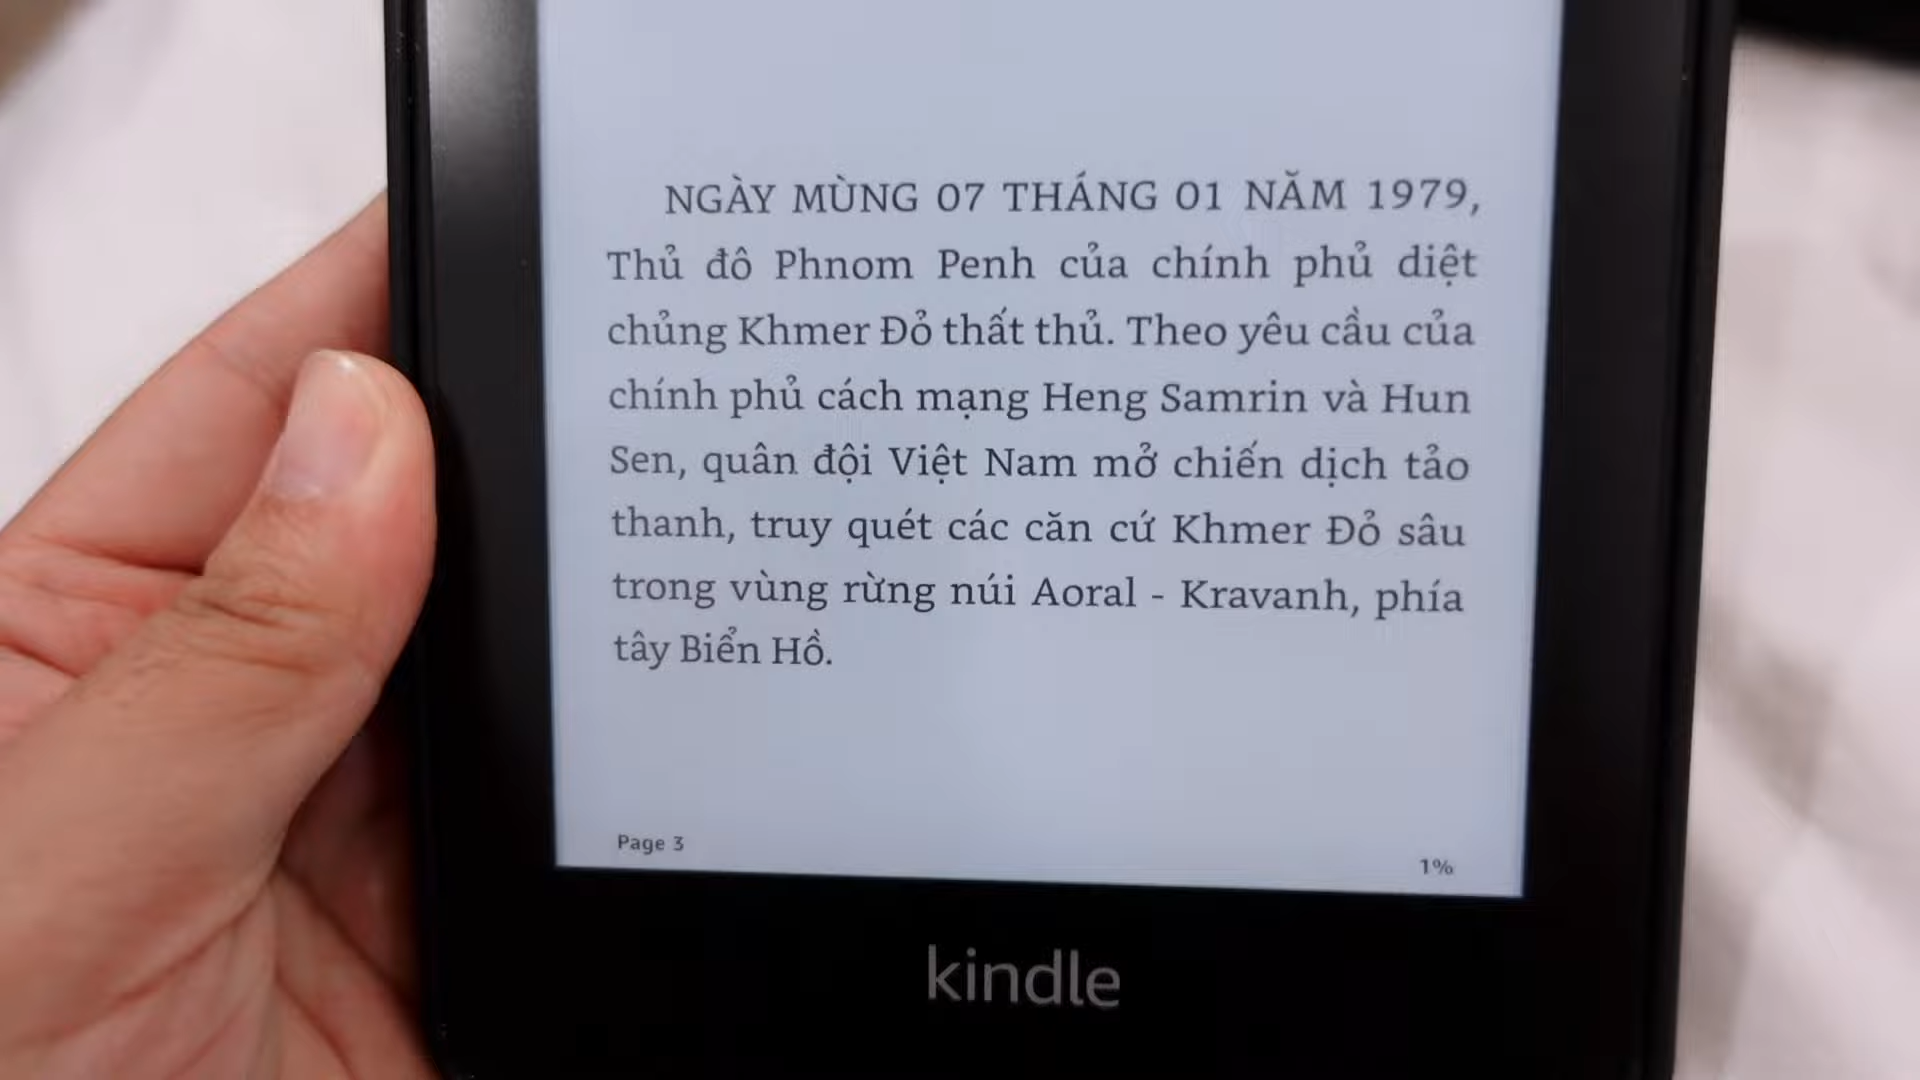 NGÀY MÙNG 07 THÁNG 01 NĂM 1979,
Thủ đô Phnom Penh của chính phủ diệt
chủng Khmer Đỏ thất thủ. Theo yêu cầu của
chính phủ cách mạng Heng Samrin và Hun
Sen, quân đội Việt Nam mở chiến dịch tảo
thanh, truy quét các căn cứ Khmer Đỏ sâu
trong vùng rừng núi Aoral - Kravanh, phía
tây Biển Hồ.
Page 3
1%
kindle